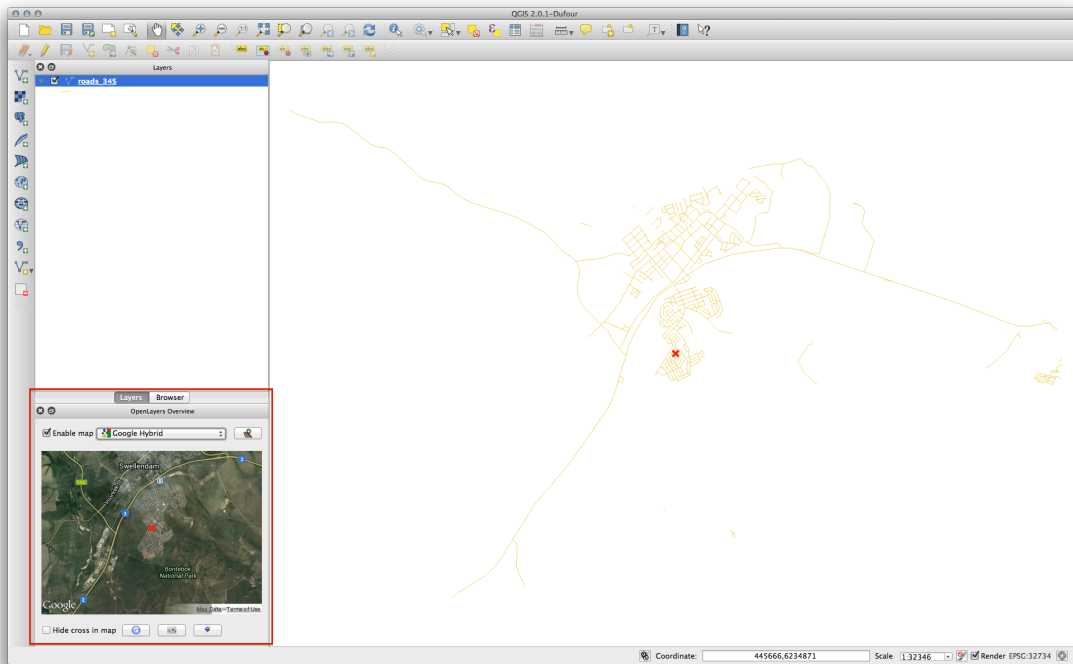 QGIS 2.0.1-Dufour
Layers
roads_34S
Layers Browser
OpenLayers Overview
Enable map Google Hybrid
Swellendam
Bontebok
National Park
Google
Map Data - Terms of Use
Hide cross in map
Coordinate: 445666,6234871 Scale 1:32346 Render EPSG:32734